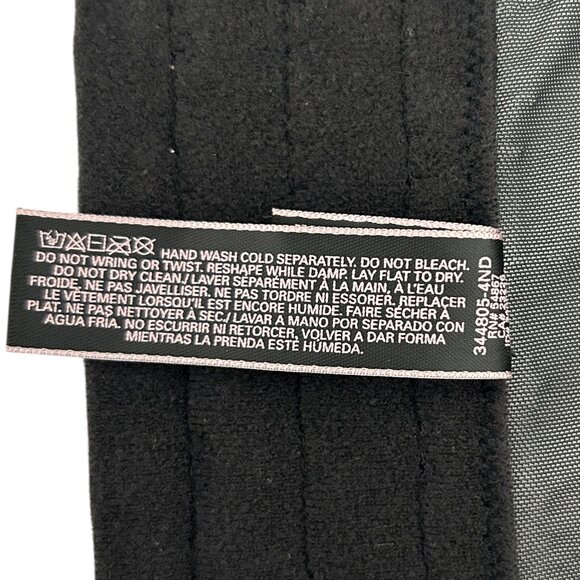 HAND WASH COLD SEPARATELY. DO NOT BLEACH.
DO NOT WRING OR TWIST. RESHAPE WHILE DAMP. LAY FLAT TO DRY.
DO NOT DRY CLEAN./ LAVER SÉPARÉMENT À LA MAIN, À L'EAU
FROIDE. NE PAS JAVELLISER. NE PAS TORDRE NI ESSORER. REPLACER
LE VÊTEMENT LORSQU'IL EST ENCORE HUMIDE. FAIRE SÉCHER À
PLAT. NE PAS NETTOYER À SEC./ LAVAR A MANO POR SEPARADO CON
AGUA FRÍA. NO ESCURRIR NI RETORCER. VOLVER A DAR FORMA
MIENTRAS LA PRENDA ESTÉ HÚMEDA.
344805-4ND
RN#
CA#